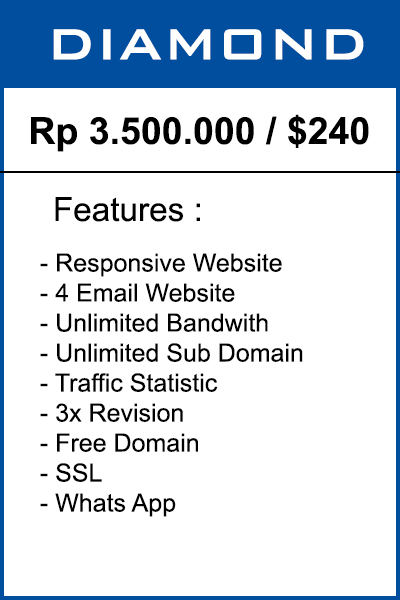 DIAMOND
Rp 3.500.000 / $240
Features :
- Responsive Website
- 4 Email Website
- Unlimited Bandwith
- Unlimited Sub Domain
- Traffic Statistic
- 3x Revision
- Free Domain
- SSL
- Whats App